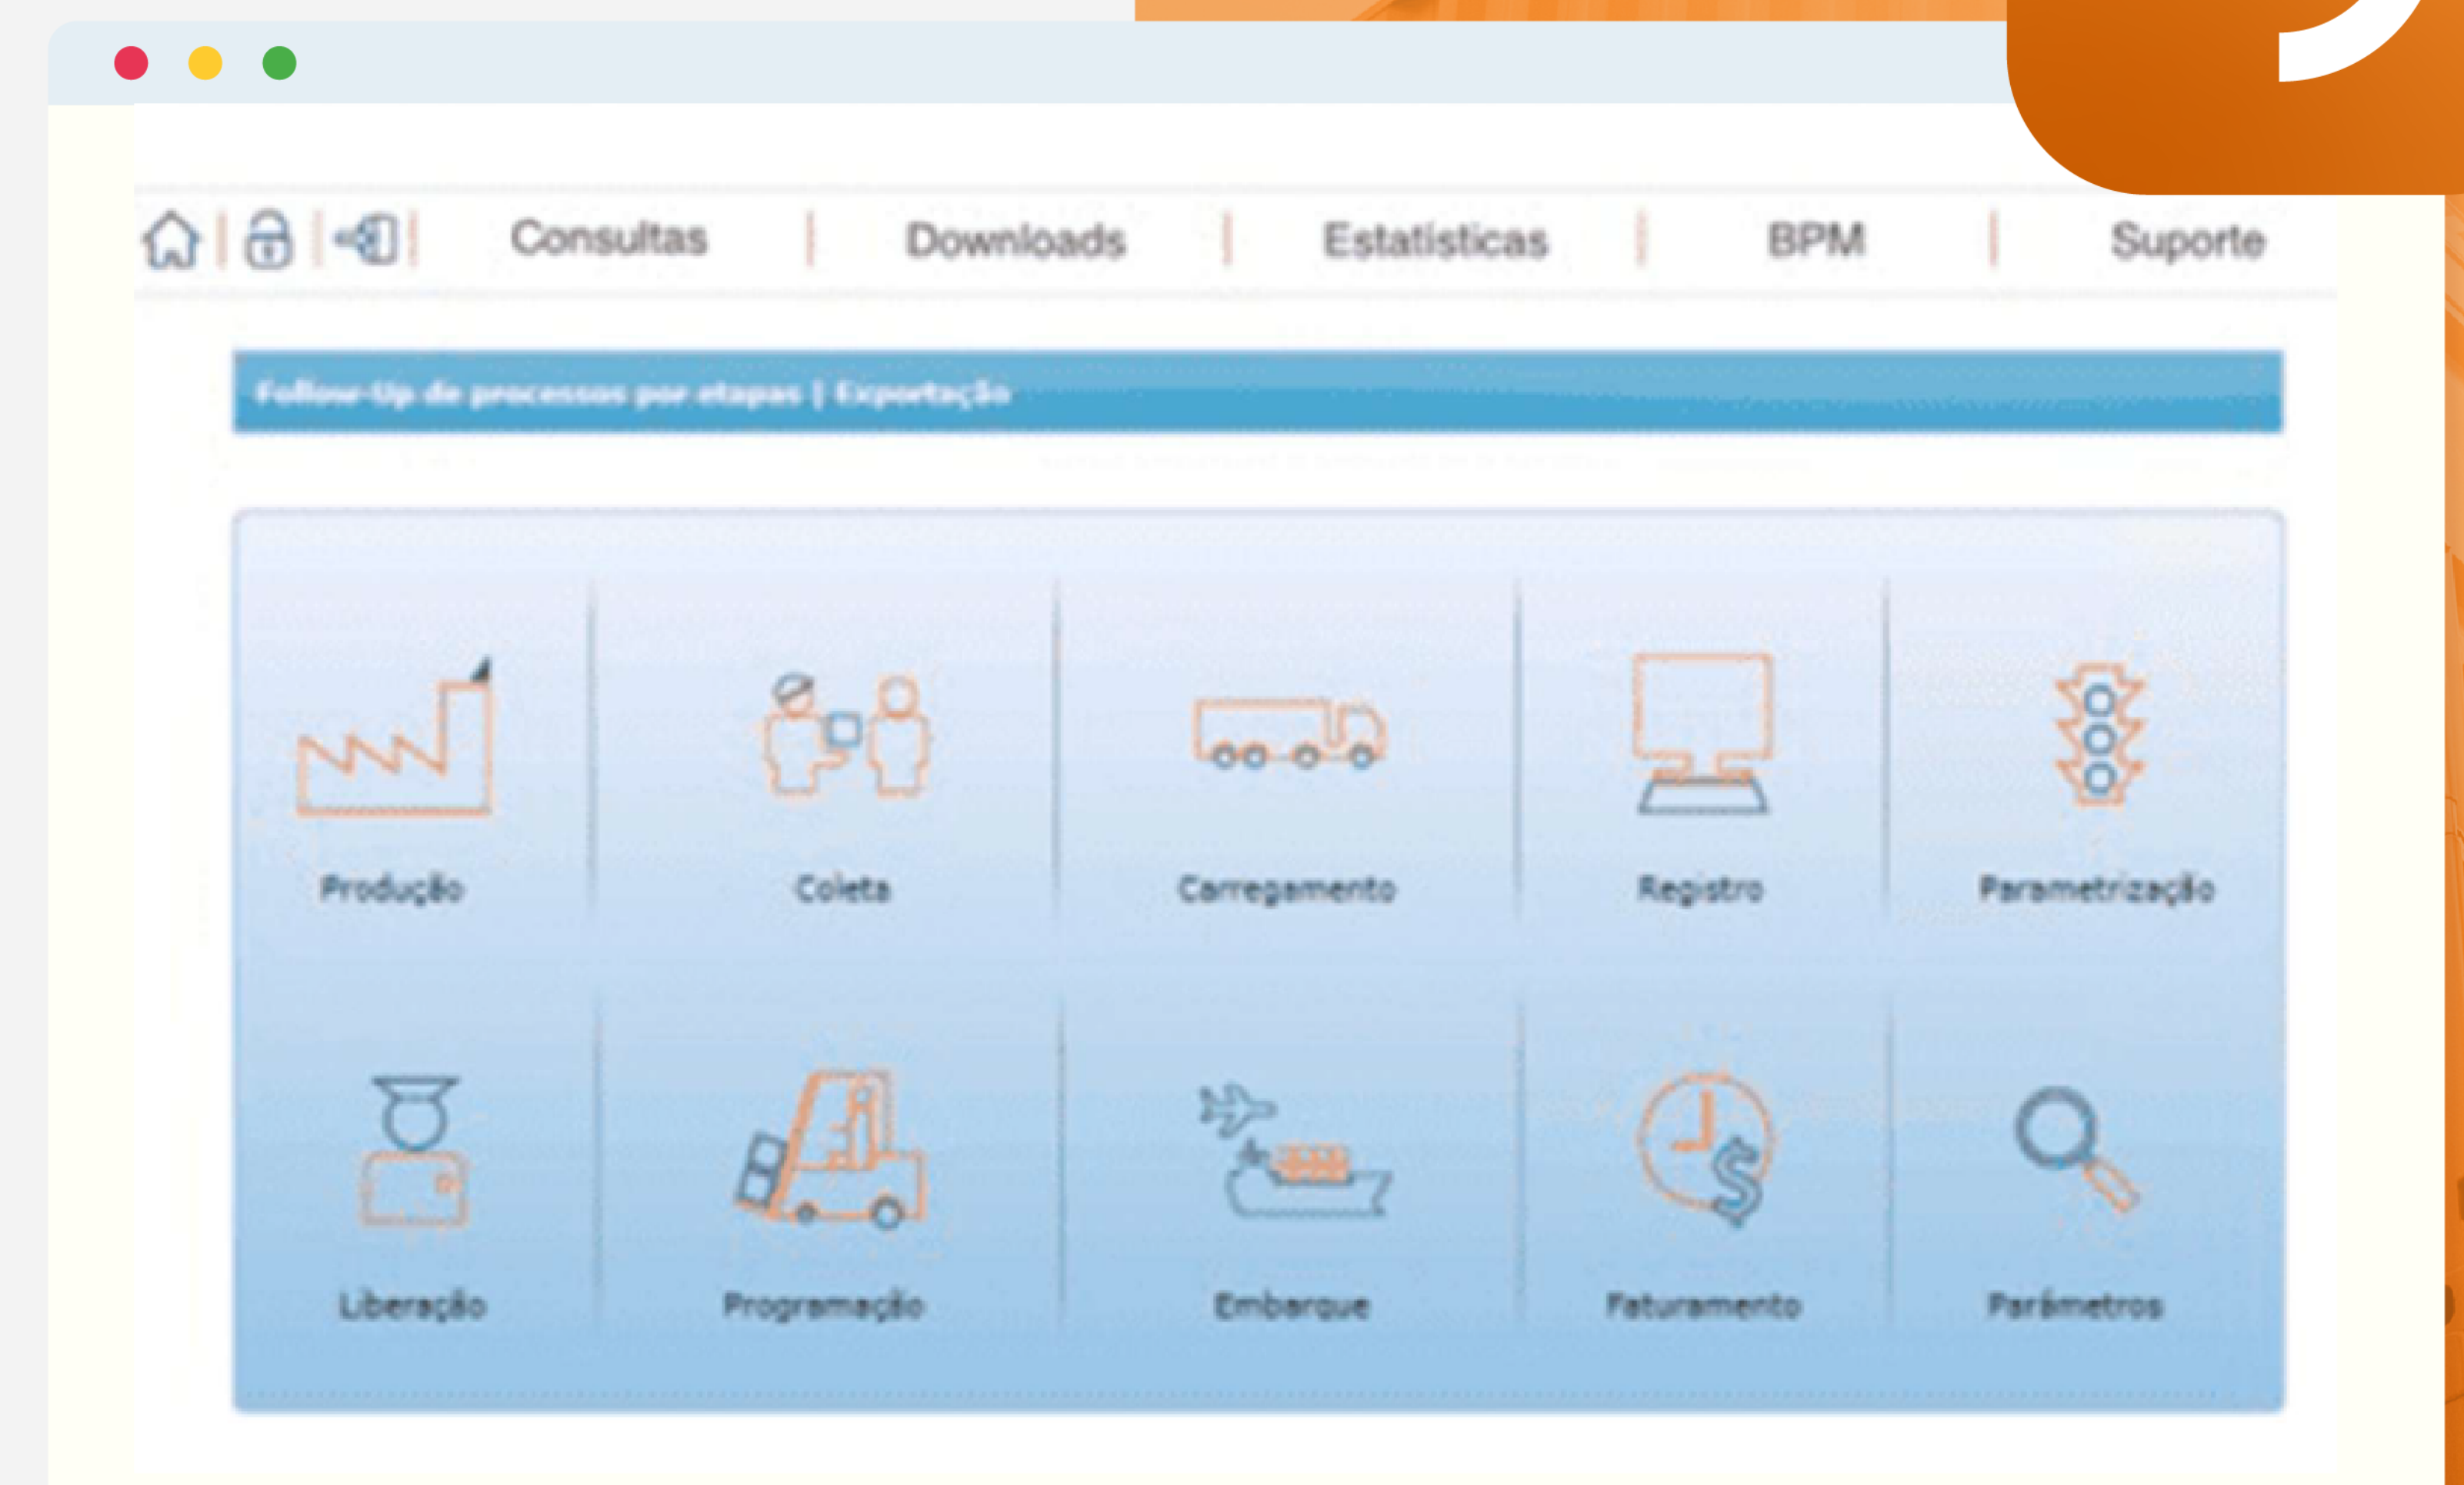 Consultas | Downloads | Estatísticas | BPM | Suporte
Follow-Up de processos por etapas | Exportação
Produção Coleta Carregamento Registro Parametrização
Liberação Programação Embarque Faturamento Parâmetros